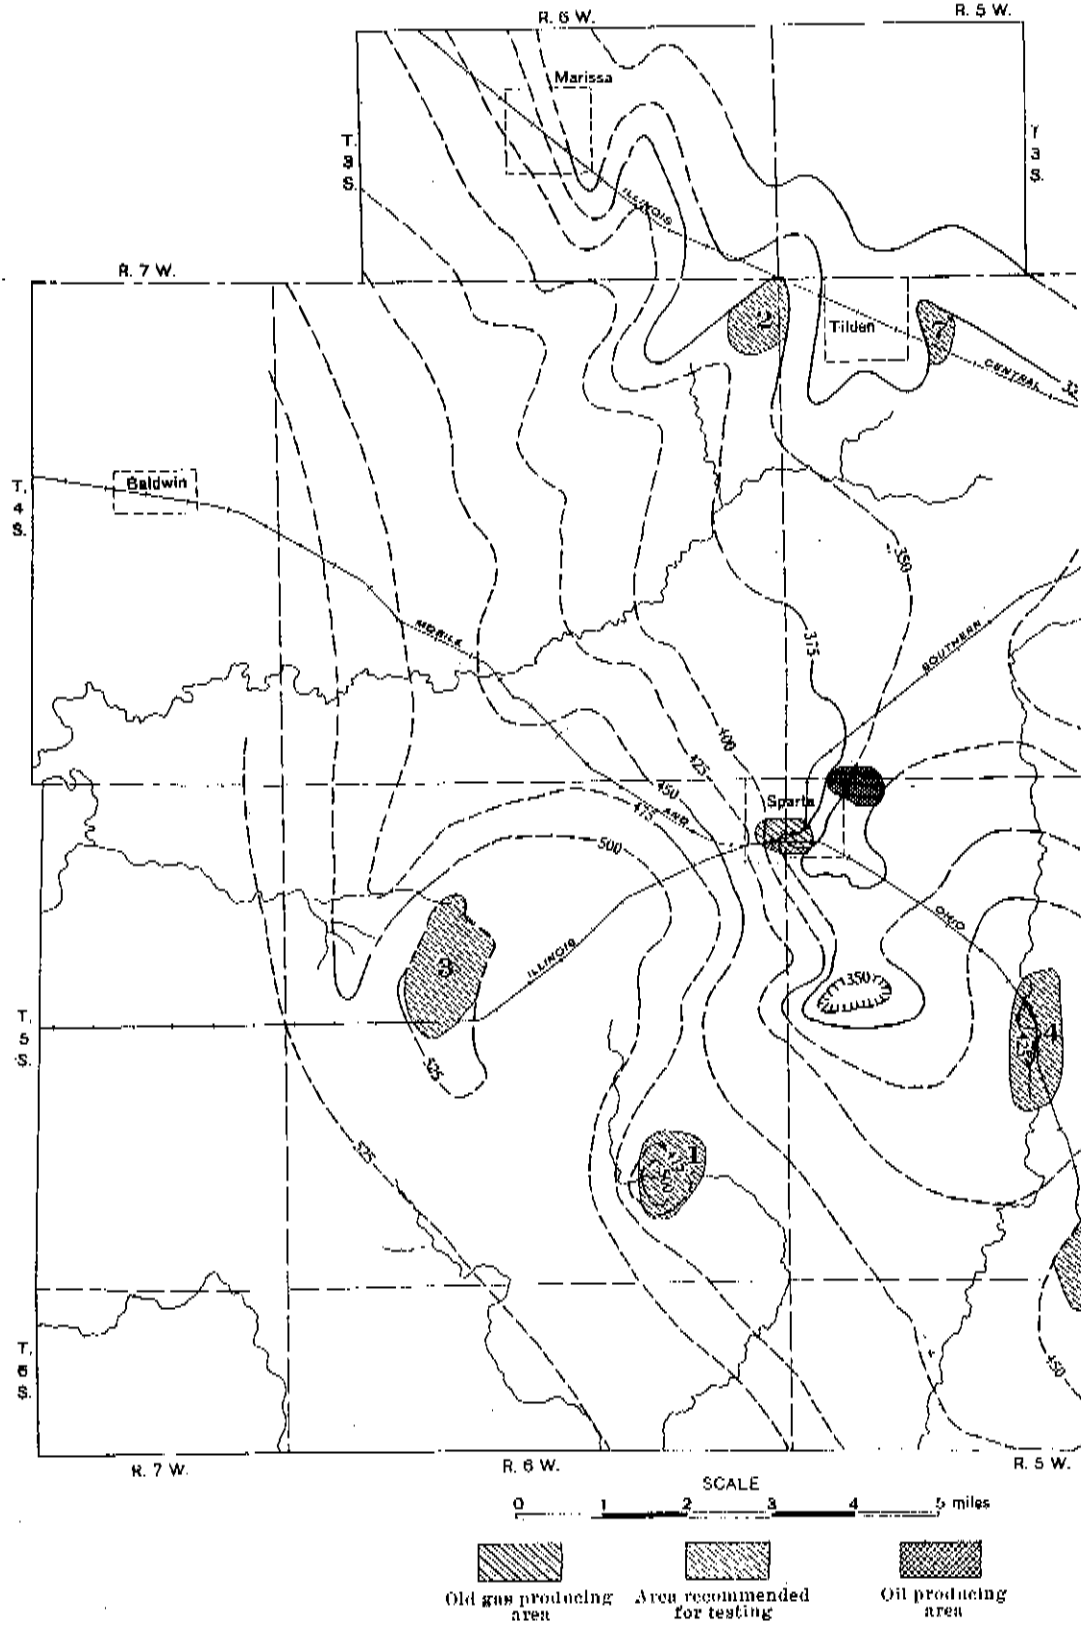 R. 6 W.
R. 5 W.
Marissa
T.
3
S.
T
3
S.
ILLINOIS
R. 7 W.
2
Tilden
7
CENTRAL
T.
4
S.
Baldwin
350
MOBILE
375
SOUTHERN
400
425
450
AND
475
Sparta
500
OHIO
3
ILLINOIS
350
T.
5
S.
4
425
525
525
1
T.
6
S.
450
R. 7 W.
R. 6 W.
R. 5 W.
SCALE
0 1 2 3 4 5 miles
Old gas producing
area
Area recommended
for testing
Oil producing
area